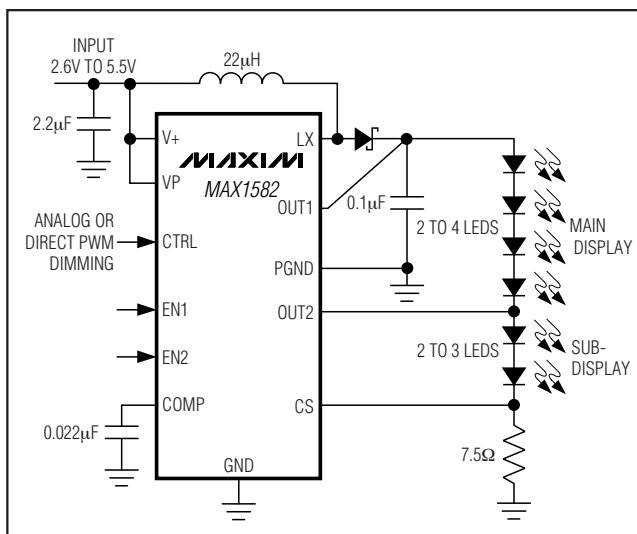 INPUT
2.6V TO 5.5V
22µH
2.2µF
V+
LX
MAXIM
MAX1582
VP
OUT1
0.1µF
2 TO 4 LEDS
MAIN
DISPLAY
ANALOG OR
DIRECT PWM
DIMMING
CTRL
PGND
EN1
OUT2
EN2
2 TO 3 LEDS
SUB-
DISPLAY
COMP
CS
0.022µF
GND
7.5Ω